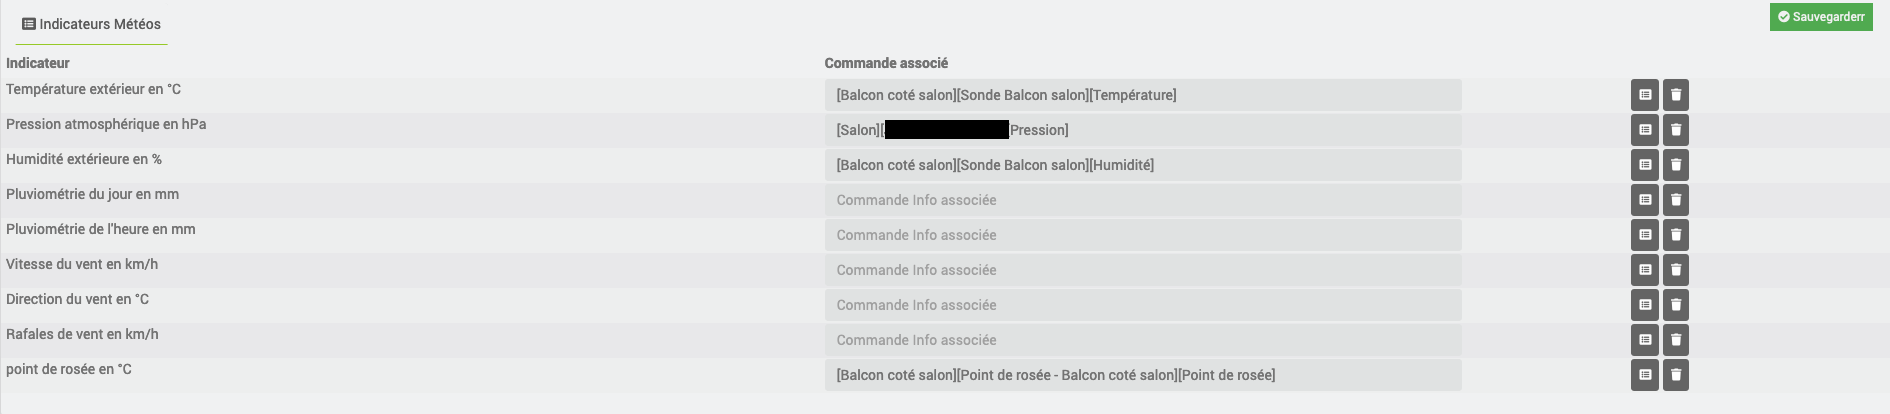 Indicateurs Météos
Sauvegarderr
Indicateur Commande associé
Température extérieur en °C [Balcon coté salon][Sonde Balcon salon][Température]
Pression atmosphérique en hPa [Salon][ Pression]
Humidité extérieure en % [Balcon coté salon][Sonde Balcon salon][Humidité]
Pluviométrie du jour en mm Commande Info associée
Pluviométrie de l'heure en mm Commande Info associée
Vitesse du vent en km/h Commande Info associée
Direction du vent en °C Commande Info associée
Rafales de vent en km/h Commande Info associée
point de rosée en °C [Balcon coté salon][Point de rosée - Balcon coté salon][Point de rosée]